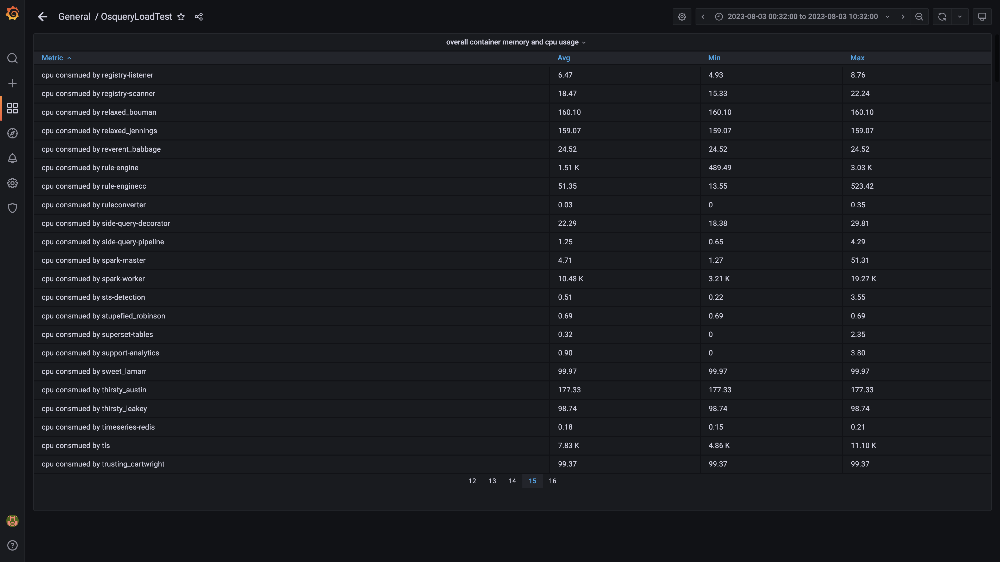 General / OsqueryLoadTest
2023-08-03 00:32:00 to 2023-08-03 10:32:00
overall container memory and cpu usage
Metric Avg Min Max
cpu consmued by registry-listener 6.47 4.93 8.76
cpu consmued by registry-scanner 18.47 15.33 22.24
cpu consmued by relaxed_bouman 160.10 160.10 160.10
cpu consmued by relaxed_jennings 159.07 159.07 159.07
cpu consmued by reverent_babbage 24.52 24.52 24.52
cpu consmued by rule-engine 1.51 K 489.49 3.03 K
cpu consmued by rule-enginecc 51.35 13.55 523.42
cpu consmued by ruleconverter 0.03 0 0.35
cpu consmued by side-query-decorator 22.29 18.38 29.81
cpu consmued by side-query-pipeline 1.25 0.65 4.29
cpu consmued by spark-master 4.71 1.27 51.31
cpu consmued by spark-worker 10.48 K 3.21 K 19.27 K
cpu consmued by sts-detection 0.51 0.22 3.55
cpu consmued by stupefied_robinson 0.69 0.69 0.69
cpu consmued by superset-tables 0.32 0 2.35
cpu consmued by support-analytics 0.90 0 3.80
cpu consmued by sweet_lamarr 99.97 99.97 99.97
cpu consmued by thirsty_austin 177.33 177.33 177.33
cpu consmued by thirsty_leakey 98.74 98.74 98.74
cpu consmued by timeseries-redis 0.18 0.15 0.21
cpu consmued by tls 7.83 K 4.86 K 11.10 K
cpu consmued by trusting_cartwright 99.37 99.37 99.37
12 13 14 15 16